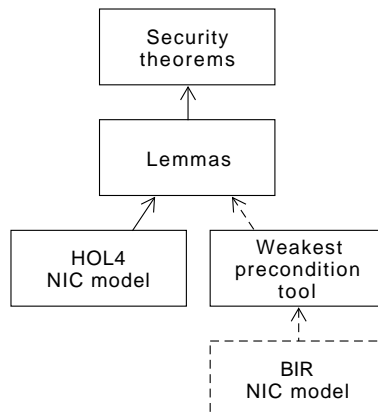 Security
theorems
Lemmas
HOL4
NIC model
Weakest
precondition
tool
BIR
NIC model